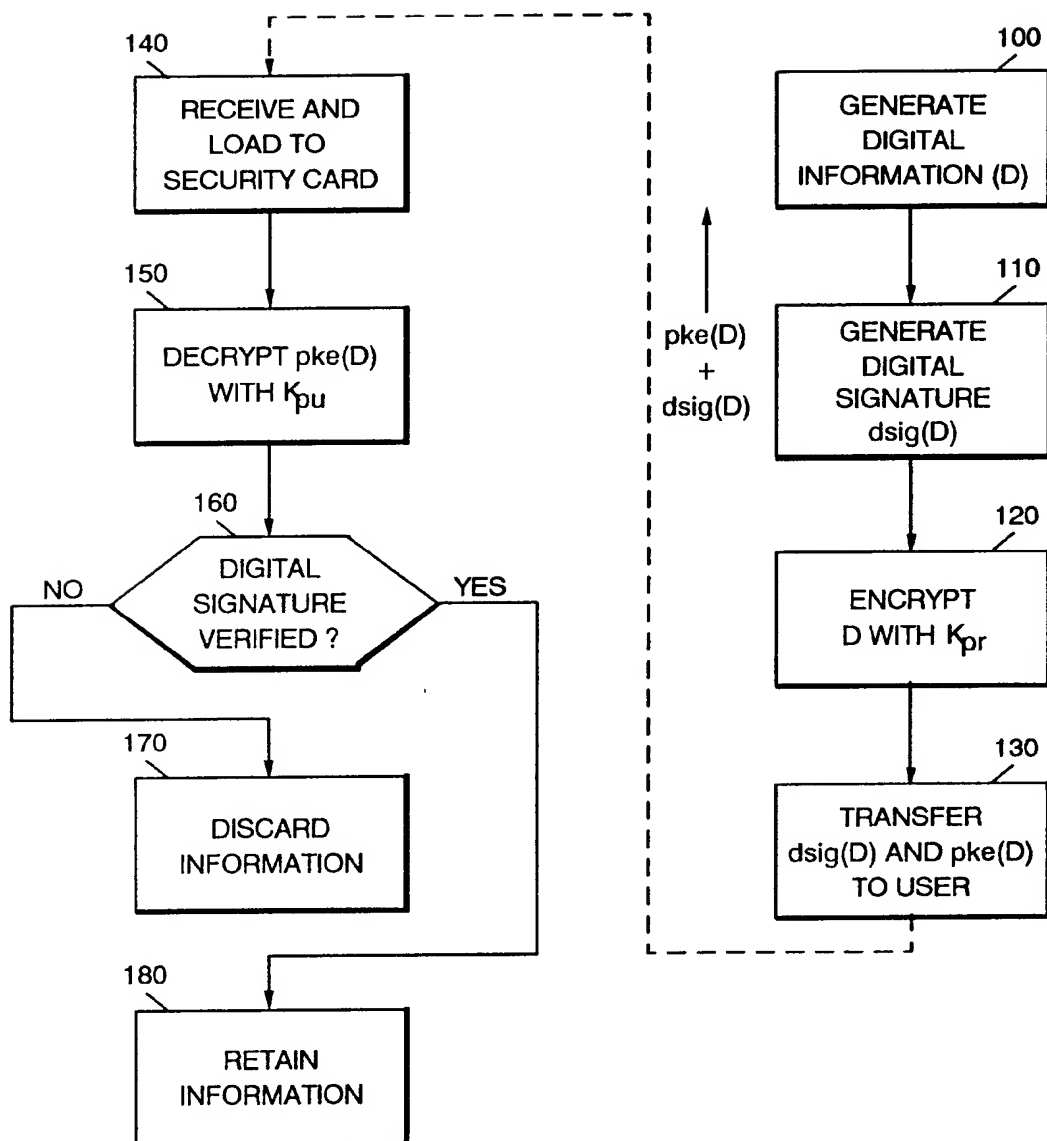 140
RECEIVE AND
LOAD TO
SECURITY CARD
150
DECRYPT pke(D)
WITH Kpu
160
DIGITAL
SIGNATURE
VERIFIED ?
NO
YES
170
DISCARD
INFORMATION
180
RETAIN
INFORMATION
pke(D)
+
dsig(D)
100
GENERATE
DIGITAL
INFORMATION (D)
110
GENERATE
DIGITAL
SIGNATURE
dsig(D)
120
ENCRYPT
D WITH Kpr
130
TRANSFER
dsig(D) AND pke(D)
TO USER